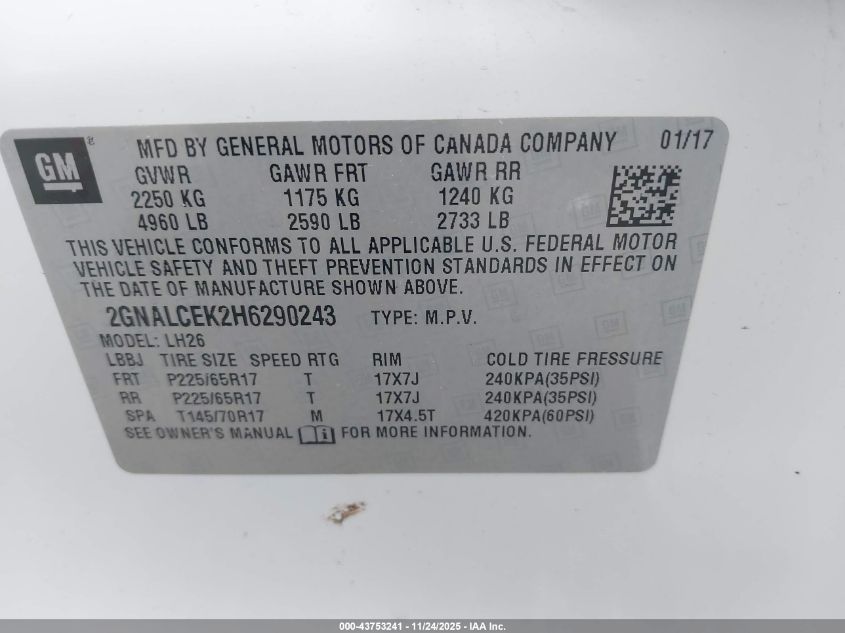 GM ®
MFD BY GENERAL MOTORS OF CANADA COMPANY 01/17
GVWR GAWR FRT GAWR RR
2250 KG 1175 KG 1240 KG
4960 LB 2590 LB 2733 LB
THIS VEHICLE CONFORMS TO ALL APPLICABLE U.S. FEDERAL MOTOR
VEHICLE SAFETY AND THEFT PREVENTION STANDARDS IN EFFECT ON
THE DATE OF MANUFACTURE SHOWN ABOVE.
2GNALCEK2H6290243 TYPE: M.P.V.
MODEL: LH26
LBBJ TIRE SIZE SPEED RTG RIM COLD TIRE PRESSURE
FRT P225/65R17 T 17X7J 240KPA(35PSI)
RR P225/65R17 T 17X7J 240KPA(35PSI)
SPA T145/70R17 M 17X4.5T 420KPA(60PSI)
SEE OWNER'S MANUAL FOR MORE INFORMATION.
000-43753241 - 11/24/2025 - IAA Inc.